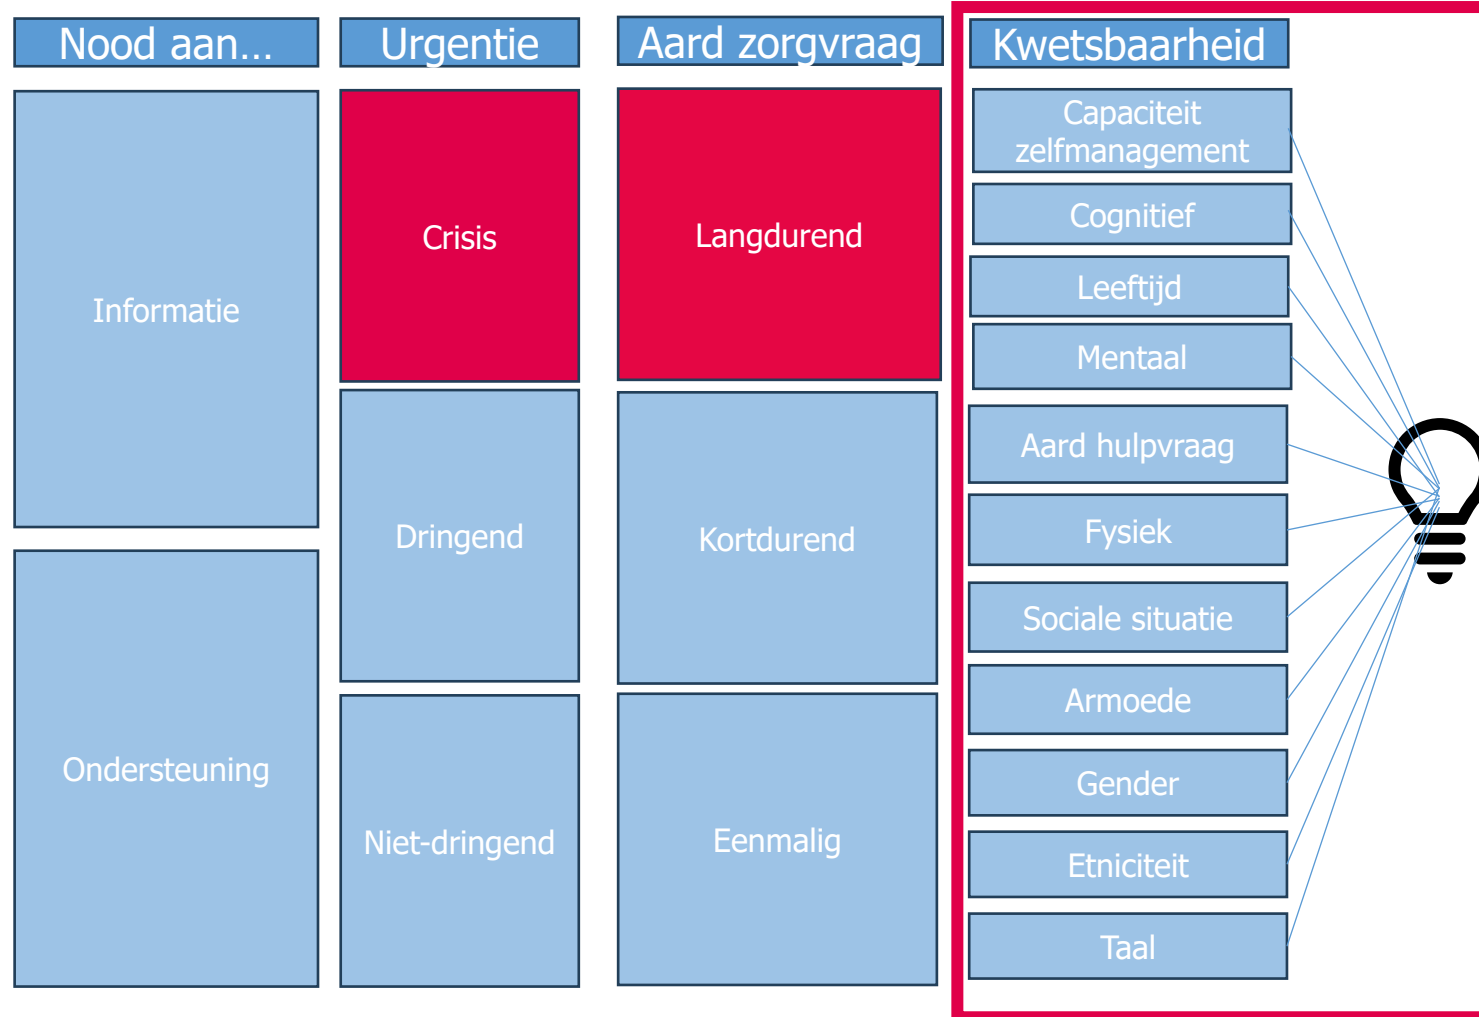 Nood aan...
Informatie
Ondersteuning
Urgentie
Crisis
Dringend
Niet-dringend
Aard zorgvraag
Langdurend
Kortdurend
Eenmalig
Kwetsbaarheid
Capaciteit
zelfmanagement
Cognitief
Leeftijd
Mentaal
Aard hulpvraag
Fysiek
Sociale situatie
Armoede
Gender
Etniciteit
Taal